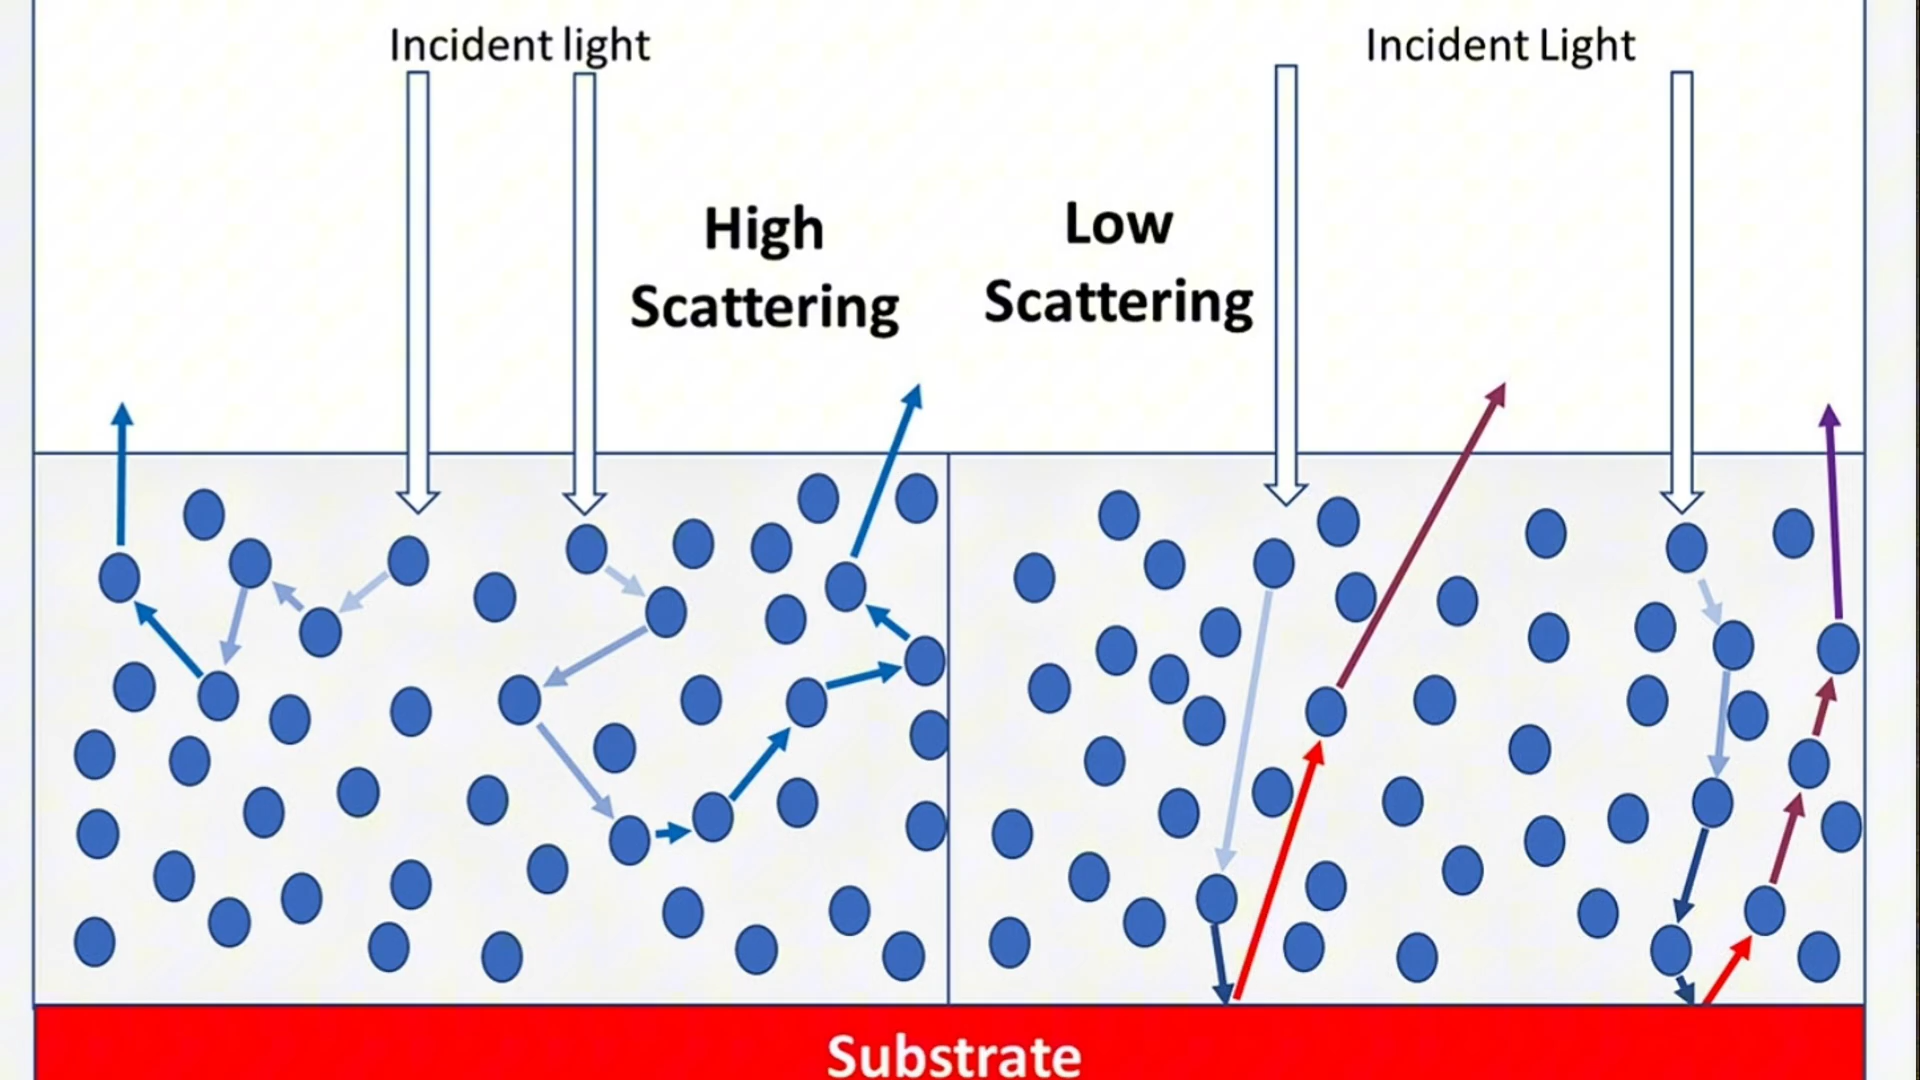 Incident light
Incident Light
High
Scattering
Low
Scattering
Substrate